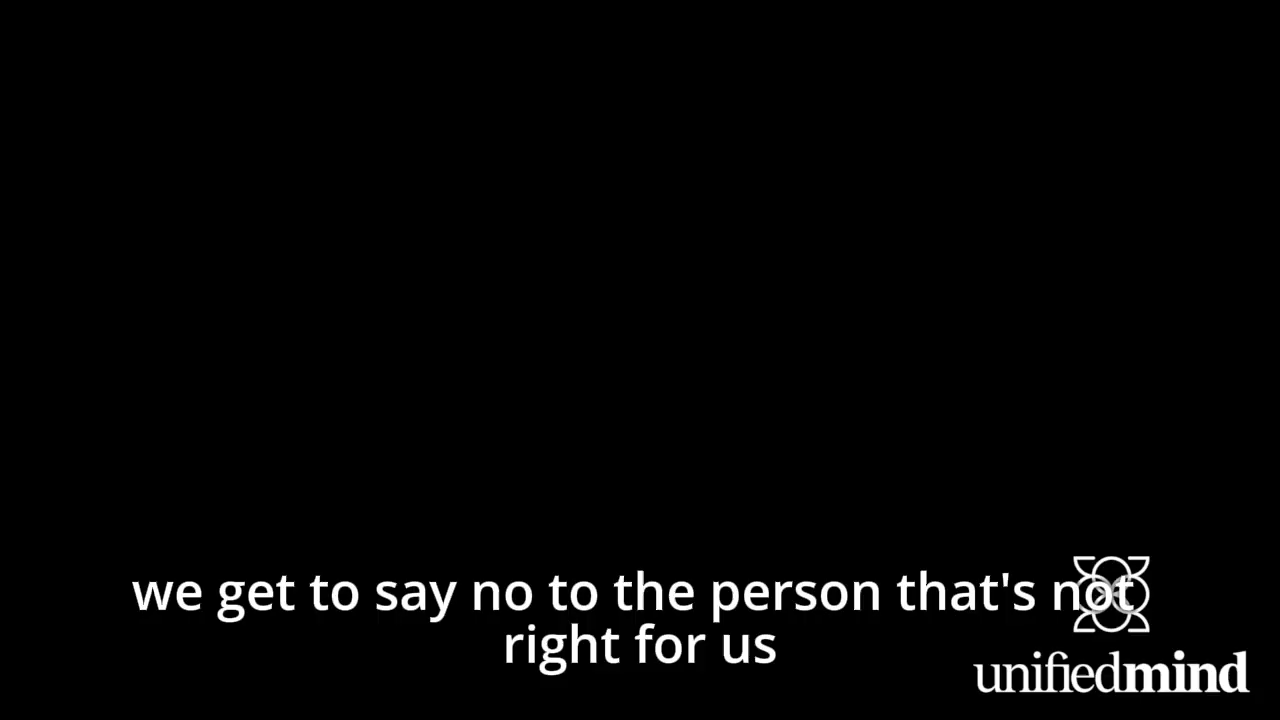 we get to say no to the person that's not
right for us
unifiedmind